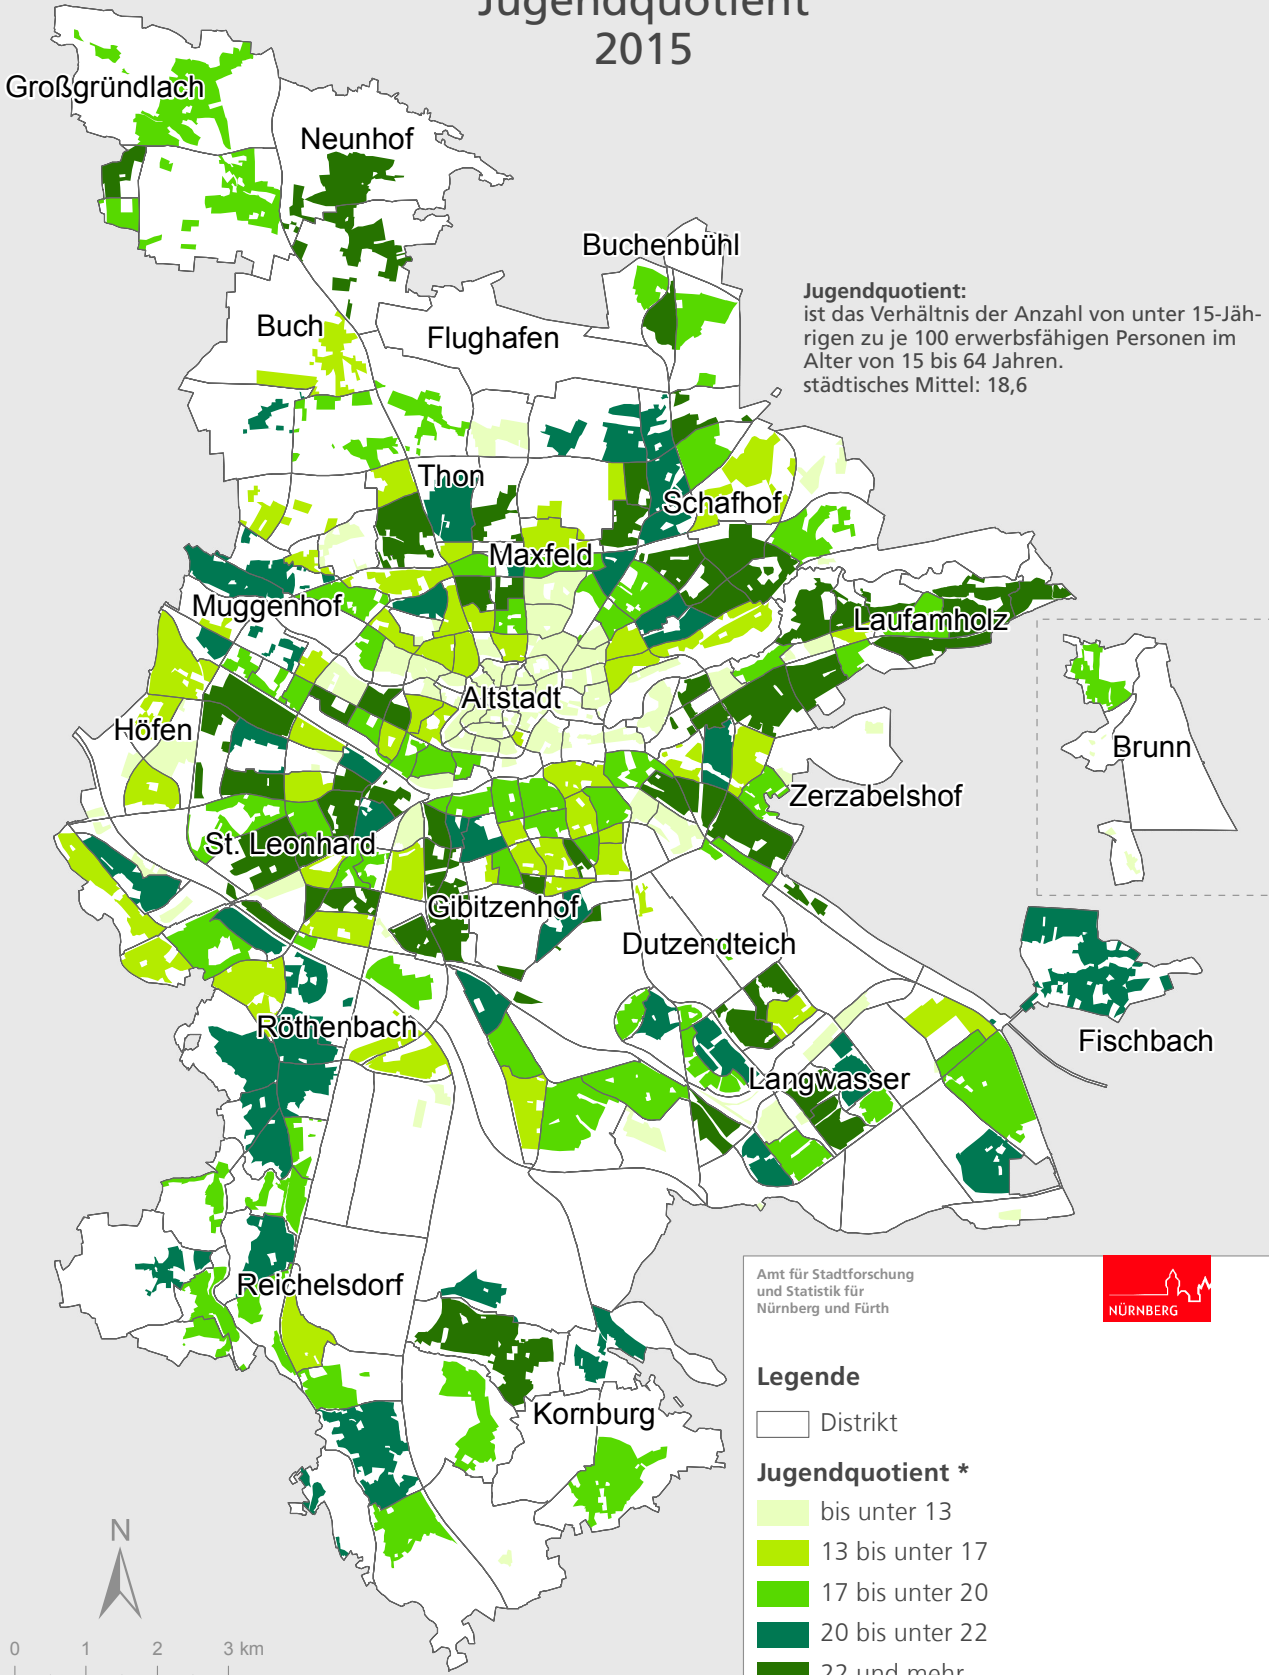 Jugendquotient
2015
Großgründlach
Neunhof
Buchenbühl
Jugendquotient:
ist das Verhältnis der Anzahl von unter 15-Jäh-
rigen zu je 100 erwerbsfähigen Personen im
Alter von 15 bis 64 Jahren.
städtisches Mittel: 18,6
Buch
Flughafen
Thon
Schafhof
Maxfeld
Muggenhof
Laufamholz
Altstadt
Höfen
Brunn
Zerzabelshof
St. Leonhard
Gibitzenhof
Dutzendteich
Röthenbach
Fischbach
Langwasser
Reichelsdorf
Kornburg
Amt für Stadtforschung
und Statistik für
Nürnberg und Fürth
NÜRNBERG
Legende
Distrikt
Jugendquotient *
bis unter 13
13 bis unter 17
17 bis unter 20
20 bis unter 22
22 und mehr
N
0 1 2 3 km